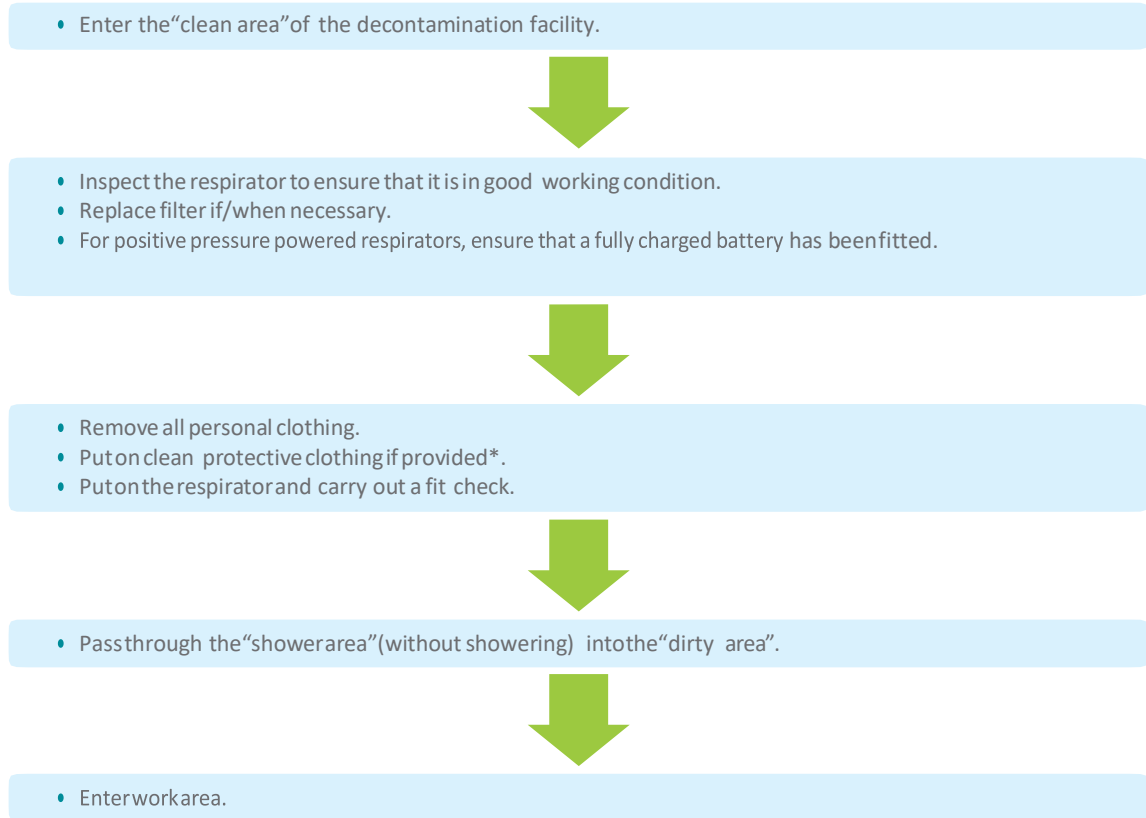 • Enter the “clean area” of the decontamination facility.
• Inspect the respirator to ensure that it is in good working condition.
• Replace filter if/when necessary.
• For positive pressure powered respirators, ensure that a fully charged battery has been fitted.
• Remove all personal clothing.
• Put on clean protective clothing if provided*.
• Put on the respirator and carry out a fit check.
• Pass through the “shower area” (without showering) into the “dirty area”.
• Enter work area.